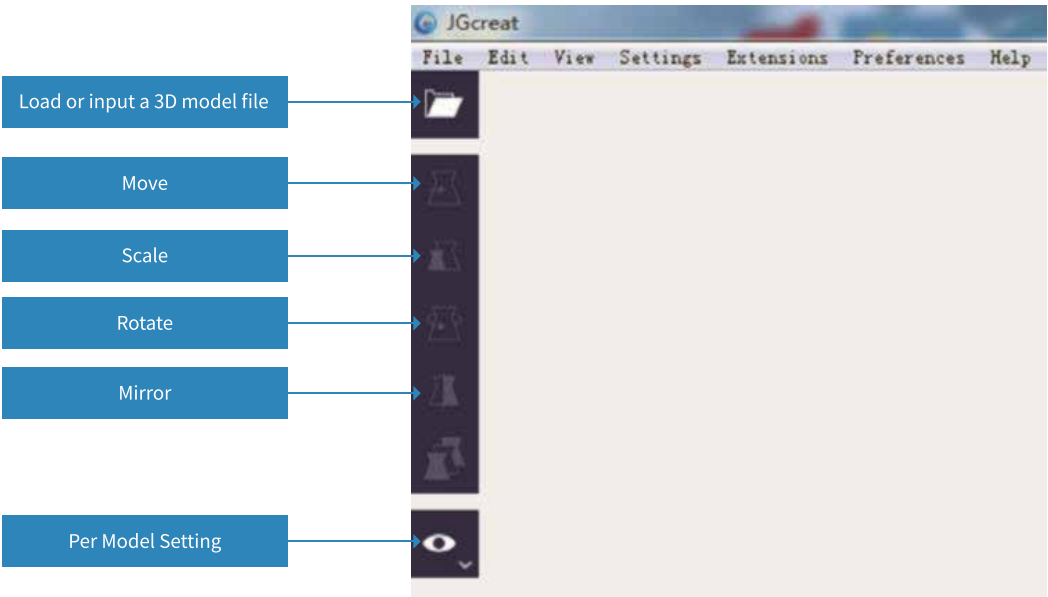 JGcreat
File Edit View Settings Extensions Preferences Help
Load or input a 3D model file
Move
Scale
Rotate
Mirror
Per Model Setting